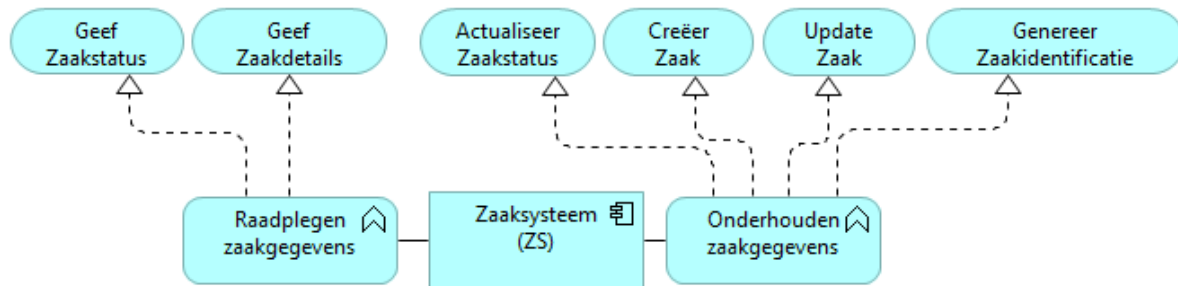 Geef
Zaakstatus
Geef
Zaakdetails
Actualiseer
Zaakstatus
Creëer
Zaak
Update
Zaak
Genereer
Zaakidentificatie
Raadplegen
zaakgegevens
Zaaksysteem
(ZS)
Onderhouden
zaakgegevens